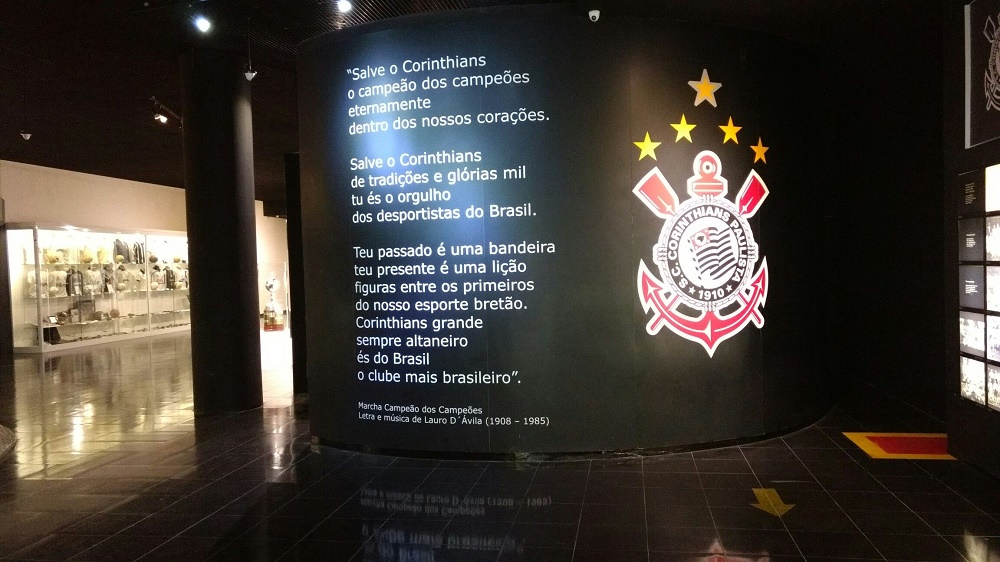 “Salve o Corinthians
o campeão dos campeões
eternamente
dentro dos nossos corações.
Salve o Corinthians
de tradições e glórias mil
tu és o orgulho
dos desportistas do Brasil.
Teu passado é uma bandeira
teu presente é uma lição
figuras entre os primeiros
do nosso esporte bretão.
Corinthians grande
sempre altaneiro
és do Brasil
o clube mais brasileiro”.
Marcha Campeão dos Campeões
Letra e música de Lauro D´Ávila (1908 – 1985)
S.C.CORINTHIANS PAULISTA
1910